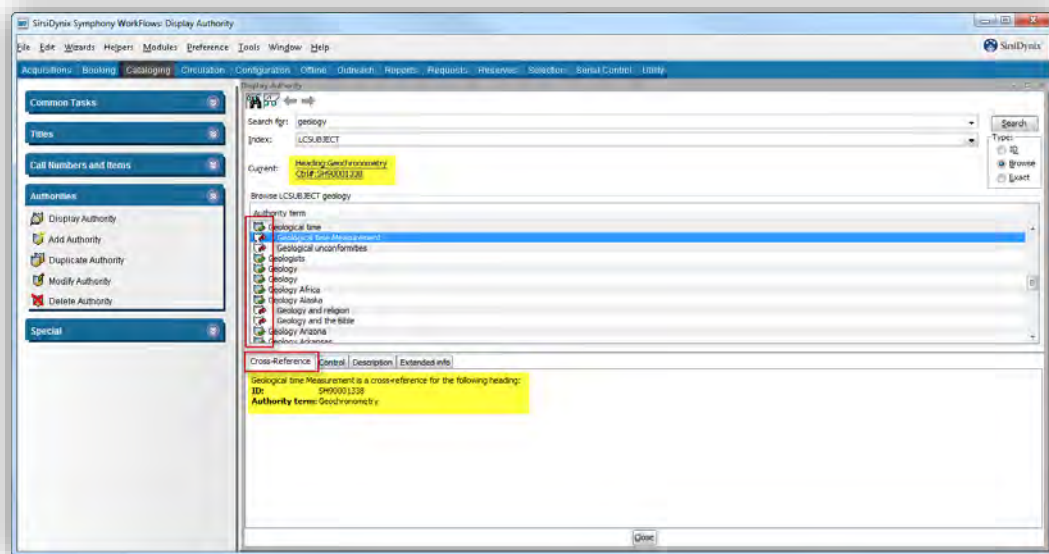 SirsiDynix Symphony WorkFlows: Display Authority
File Edit Wizards Helpers Modules Preference Tools Window Help
SirsiDynix
Acquisitions Booking Cataloging Circulation Configuration Offline Outreach Reports Requests Reserves Selection Serial Control Utility
Common Tasks
Titles
Call Numbers and Items
Authorities
Display Authority
Add Authority
Duplicate Authority
Modify Authority
Delete Authority
Special
Display Authority
Search for: geology
Search
Index: LCSUBJECT
Type:
ID
Browse
Exact
Current: Heading:Geochronometry
Ctrl#:SH90001338
Browse LCSUBJECT geology
Authority term
Geological time
Geological time Measurement
Geological unconformities
Geologists
Geology
Geology
Geology Africa
Geology Alaska
Geology and religion
Geology and the Bible
Geology Arizona
Geology Arkansas
Cross-Reference Control Description Extended info
Geological time Measurement is a cross-reference for the following heading:
ID: SH90001338
Authority term: Geochronometry
Close